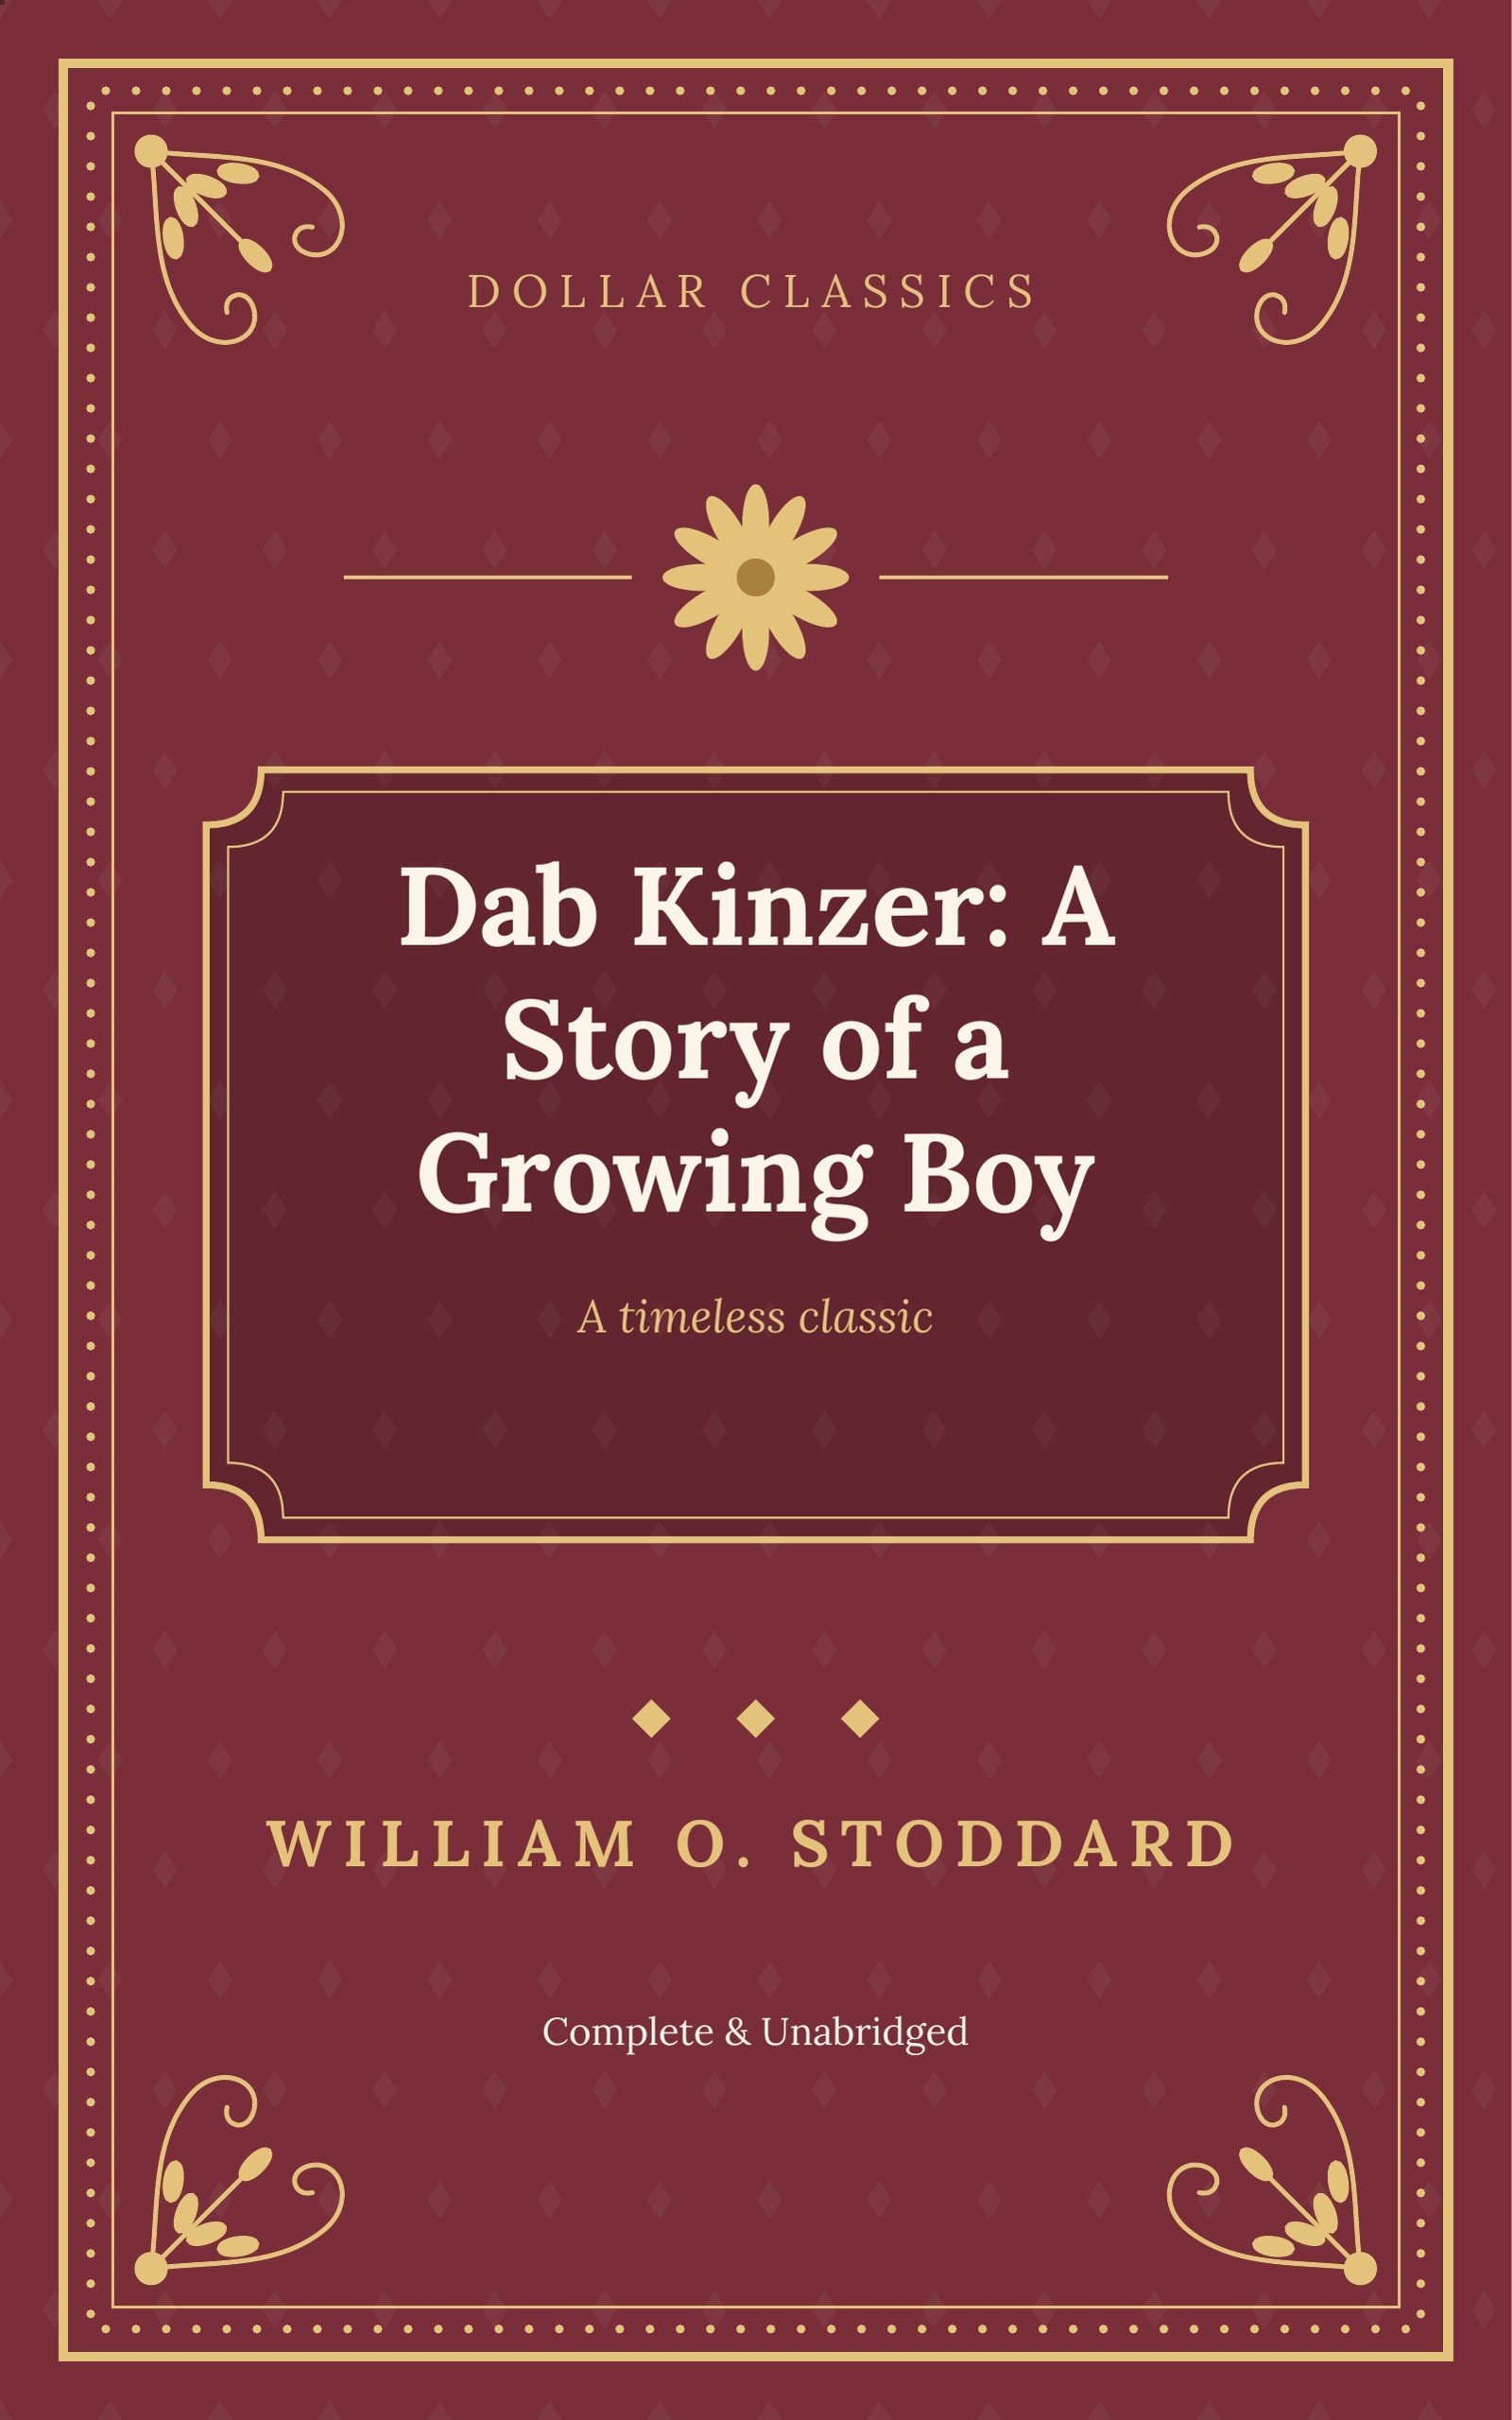 DOLLAR CLASSICS
Dab Kinzer: A
Story of a
Growing Boy
A timeless classic
WILLIAM O. STODDARD
Complete & Unabridged